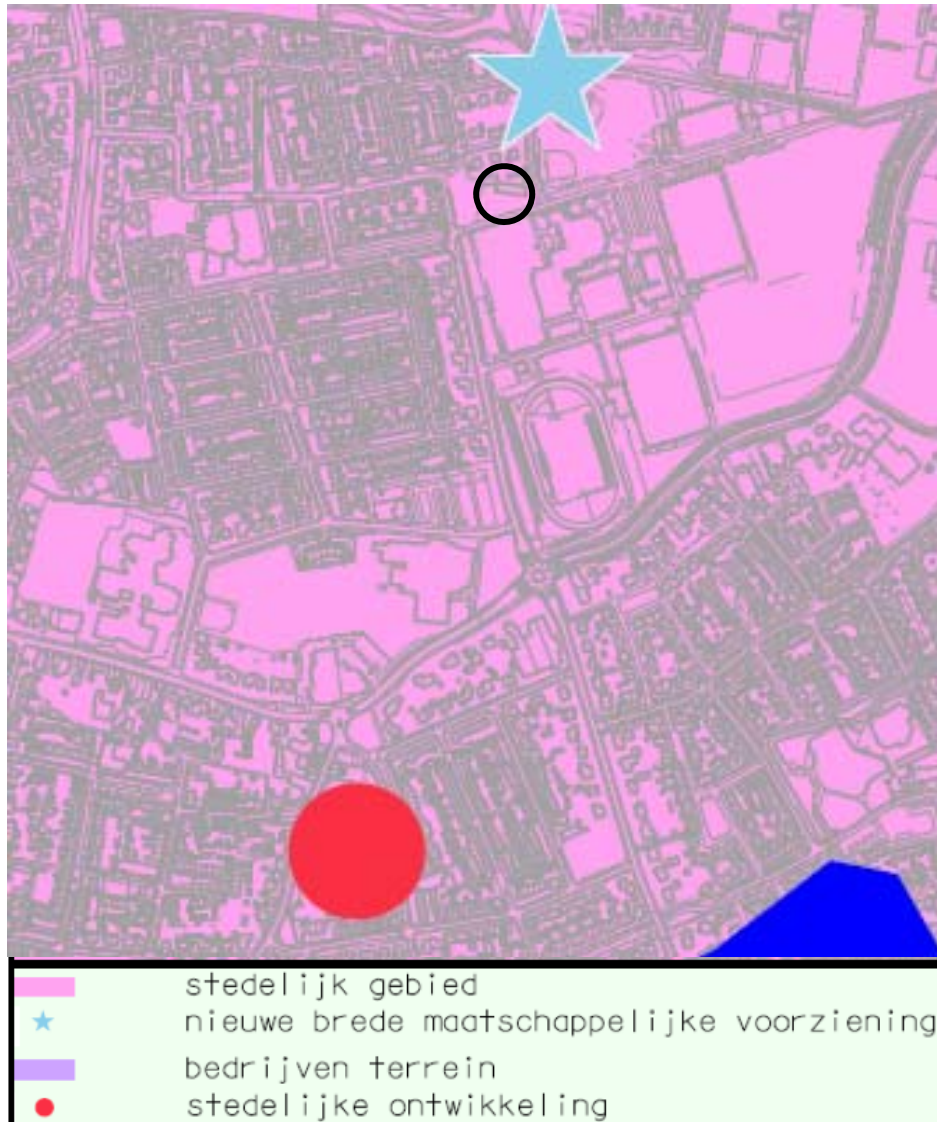 stedelijk gebied
nieuwe brede maatschappelijke voorziening
bedrijven terrein
stedelijke ontwikkeling